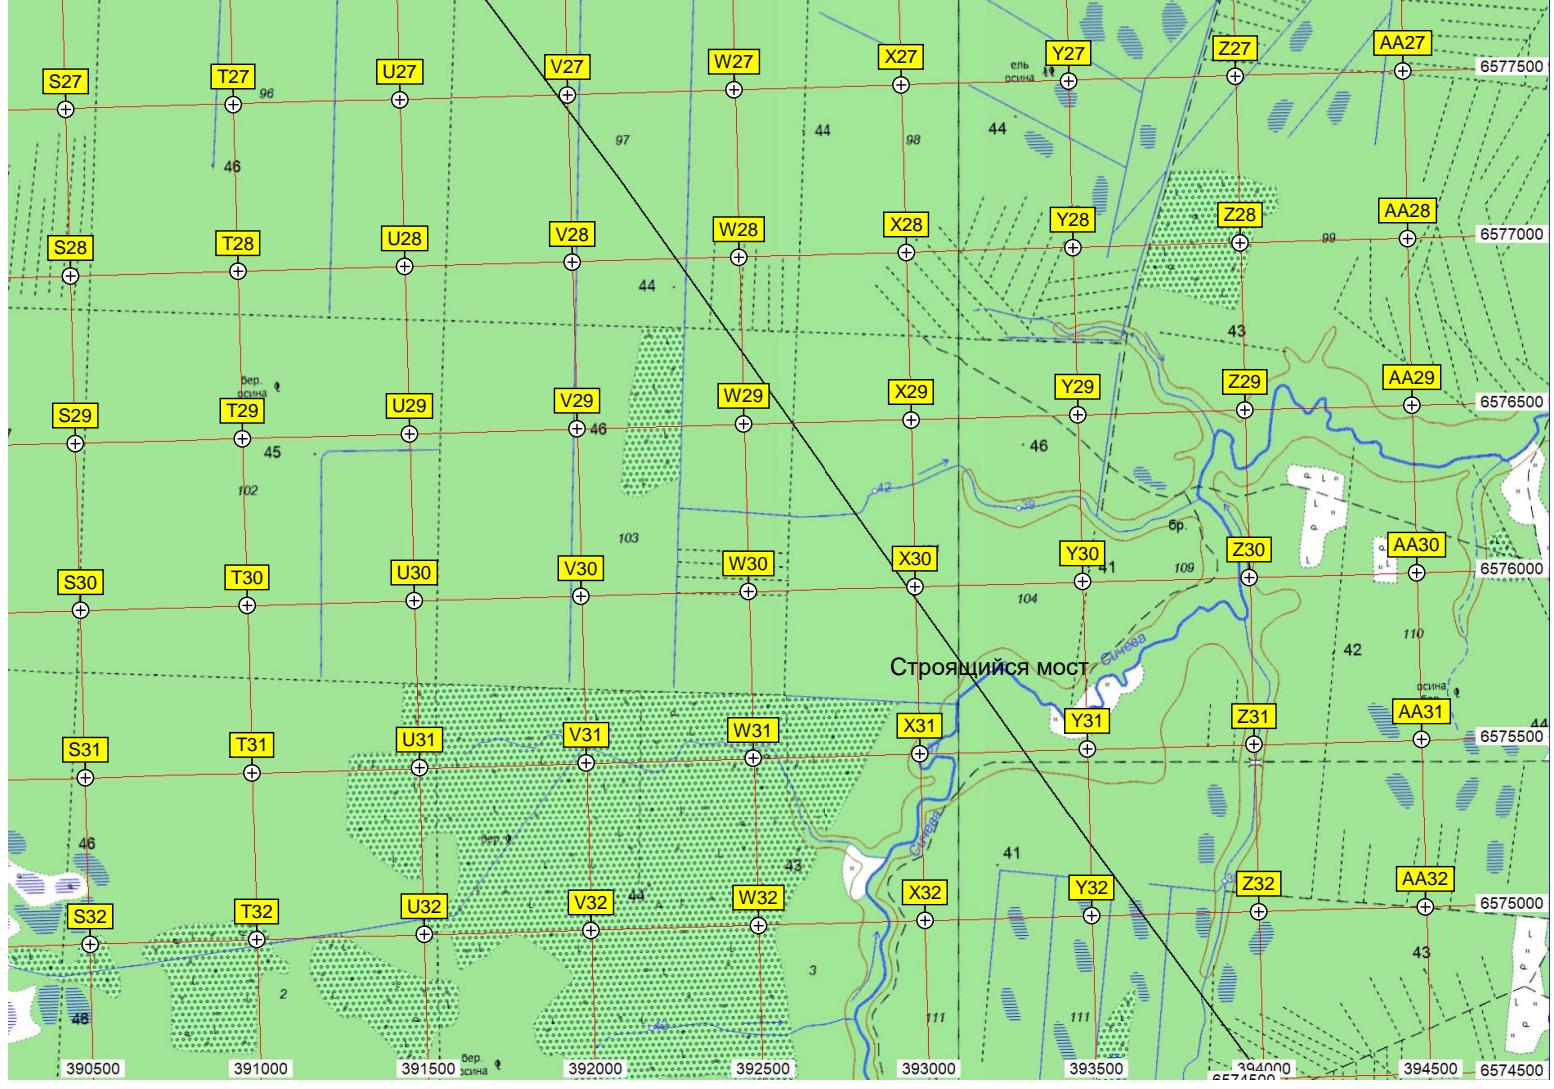 S27 T27 U27 V27 W27 X27 Y27 Z27 AA27 6577500
ель
осина
96 97 44 98 44
46
S28 T28 U28 V28 W28 X28 Y28 Z28 AA28 6577000
99
44
43
бер.
осина
S29 T29 U29 V29 W29 X29 Y29 Z29 AA29 6576500
46
45 46
102 42
39
103 бр.
S30 T30 U30 V30 W30 X30 Y30 Z30 AA30 6576000
41 109
104
110
42
Сичева
Строящийся мост
осина
S31 T31 U31 V31 W31 X31 Y31 Z31 AA31 6575500
44
бер.
Сичева
46 43 41
44
S32 T32 U32 V32 W32 X32 Y32 Z32 AA32 6575000
43
3
2
46 111 111
бер.
осина
390500 391000 391500 392000 392500 393000 393500 394000 394500 6574500
6574500